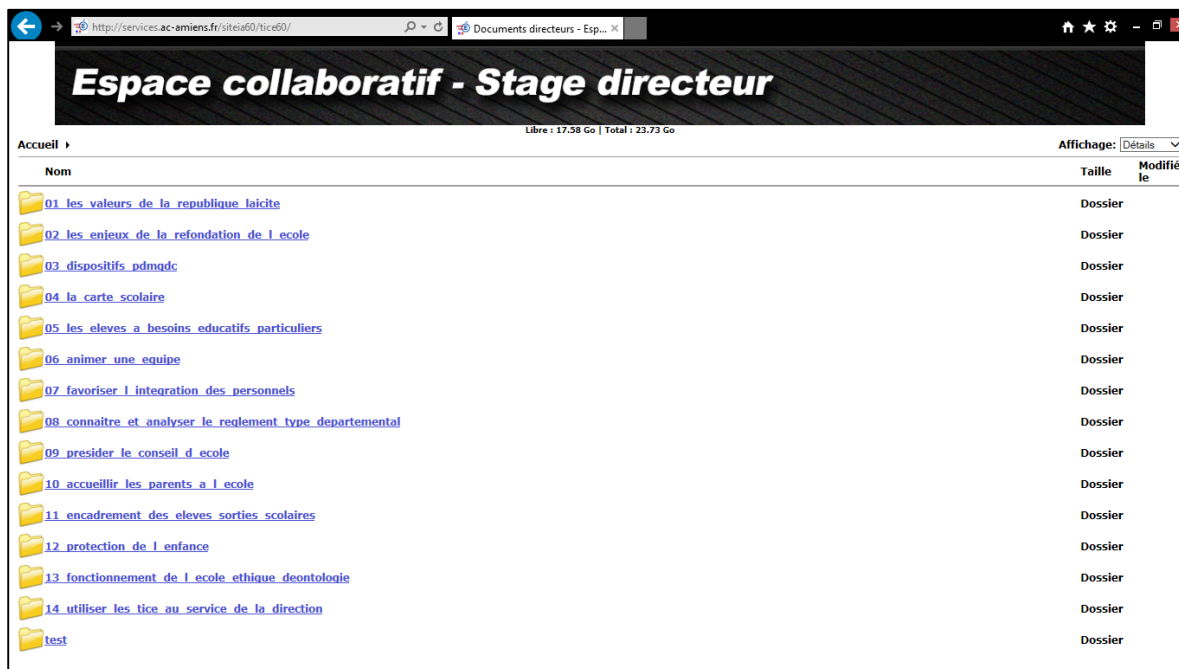 http://services.ac-amiens.fr/siteia60/tice60/ Documents directeurs - Esp...
Espace collaboratif - Stage directeur
Libre : 17.58 Go | Total : 23.73 Go
Accueil Affichage: Détails
Nom Taille Modifié le
01_les_valeurs_de_la_republique_laicite Dossier
02_les_enjeux_de_la_refondation_de_l_ecole Dossier
03_dispositifs_pdmqdc Dossier
04_la_carte_scolaire Dossier
05_les_eleves_a_besoins_educatifs_particuliers Dossier
06_animer_une_equipe Dossier
07_favoriser_l_integration_des_personnels Dossier
08_connaitre_et_analyser_le_reglement_type_departemental Dossier
09_presider_le_conseil_d_ecole Dossier
10_accueillir_les_parents_a_l_ecole Dossier
11_encadrement_des_eleves_sorties_scolaires Dossier
12_protection_de_l_enfance Dossier
13_fonctionnement_de_l_ecole_ethique_deontologie Dossier
14_utiliser_les_tice_au_service_de_la_direction Dossier
test Dossier